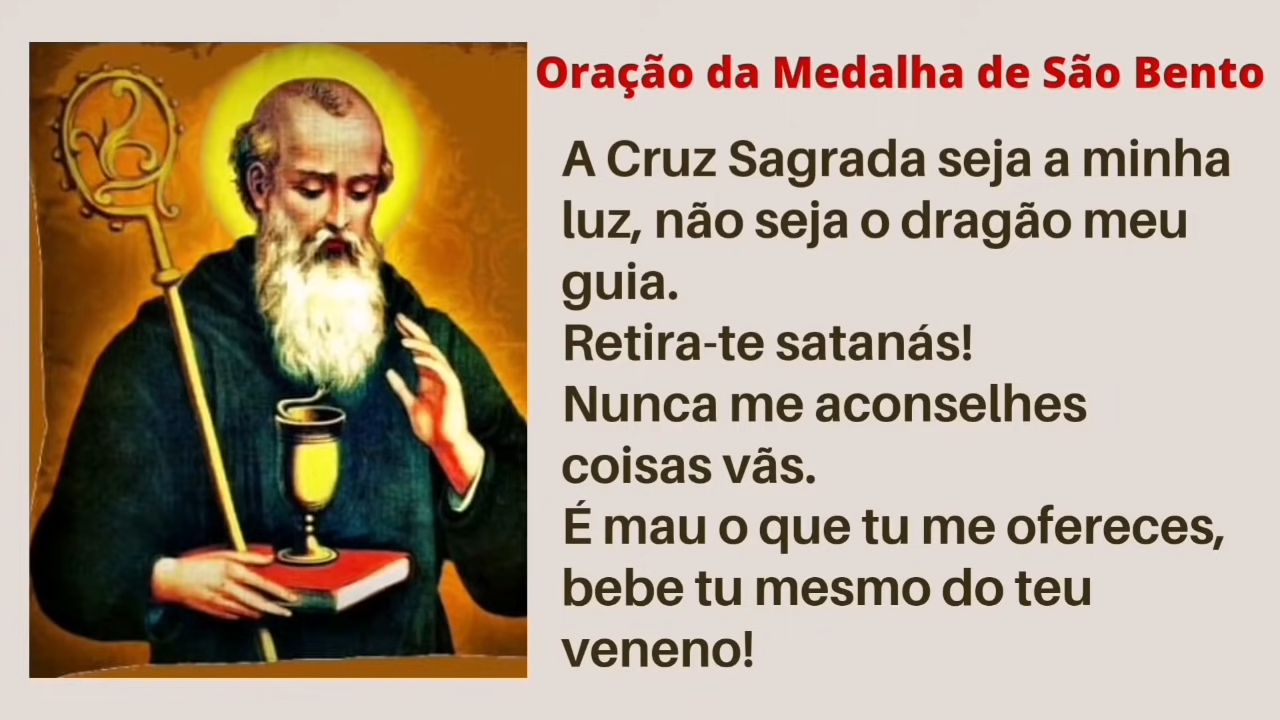 Oração da Medalha de São Bento
A Cruz Sagrada seja a minha
luz, não seja o dragão meu
guia.
Retira-te satanás!
Nunca me aconselhes
coisas vãs.
É mau o que tu me ofereces,
bebe tu mesmo do teu
veneno!